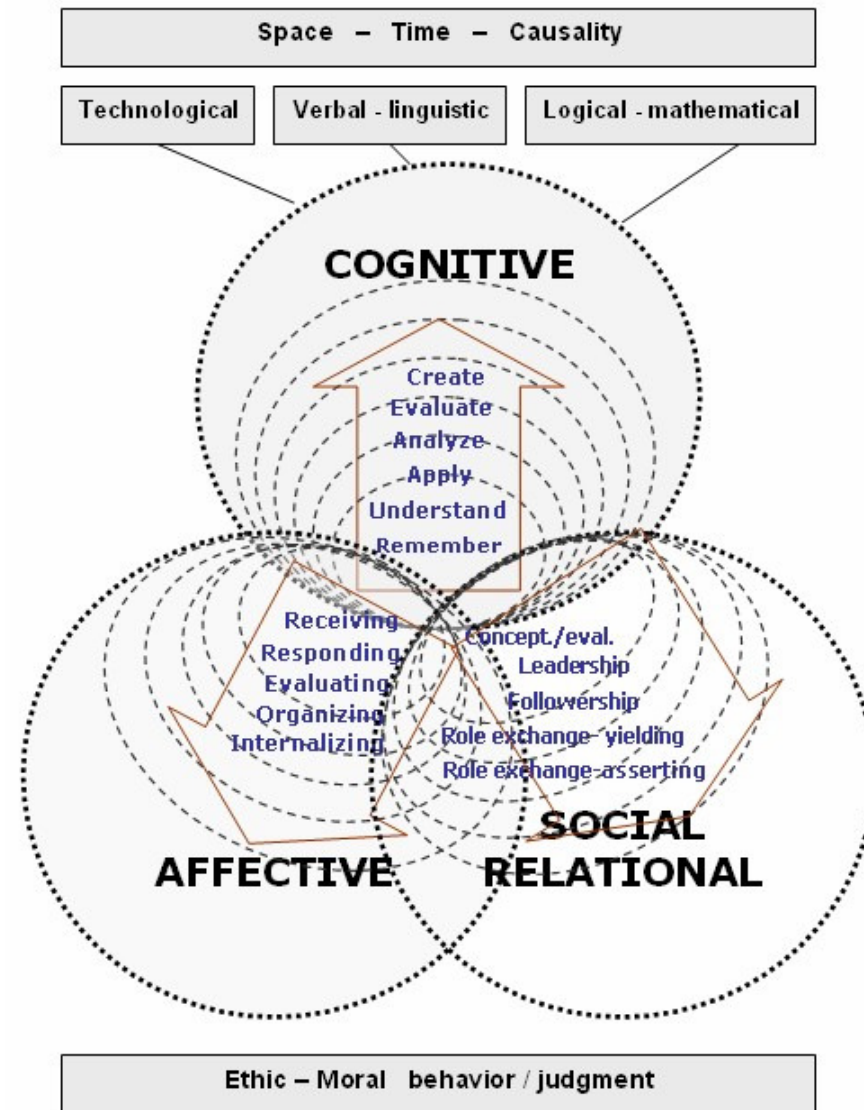 Space – Time – Causality
Technological
Verbal - linguistic
Logical - mathematical
COGNITIVE
Create
Evaluate
Analyze
Apply
Understand
Remember
Receiving
Responding
Evaluating
Organizing
Internalizing
Concept./eval.
Leadership
Followership
Role exchange- yielding
Role exchange-asserting
AFFECTIVE
SOCIAL
RELATIONAL
Ethic – Moral behavior / judgment